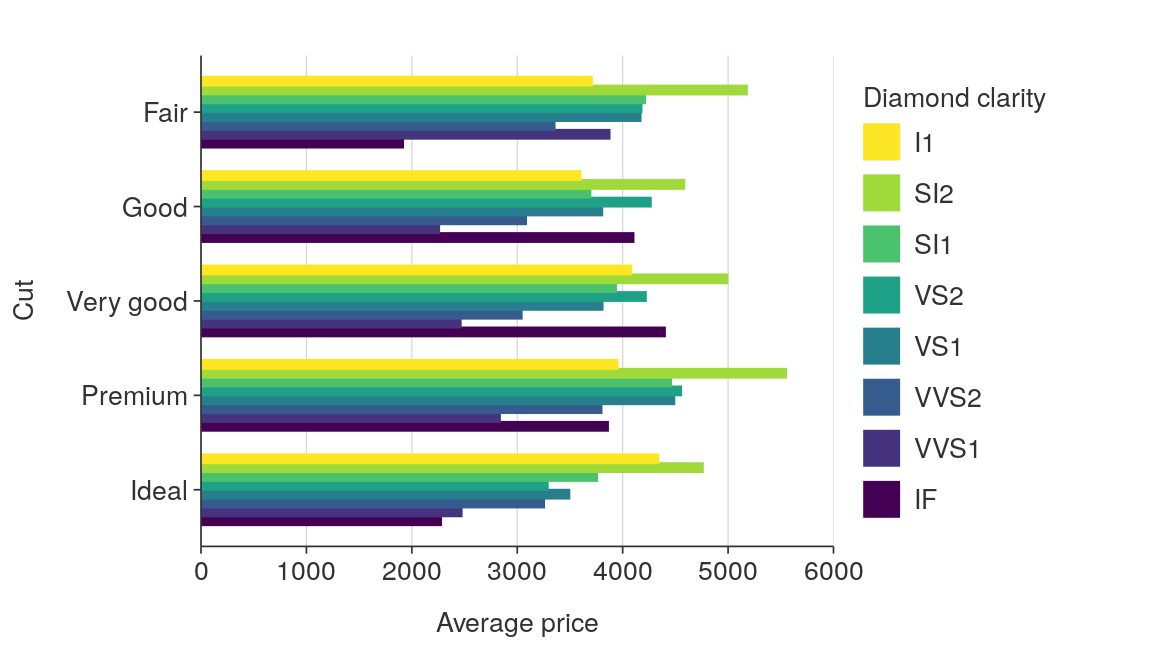 Diamond clarity
I1
SI2
SI1
VS2
VS1
VVS2
VVS1
IF
Cut
Fair
Good
Very good
Premium
Ideal
0 1000 2000 3000 4000 5000 6000
Average price